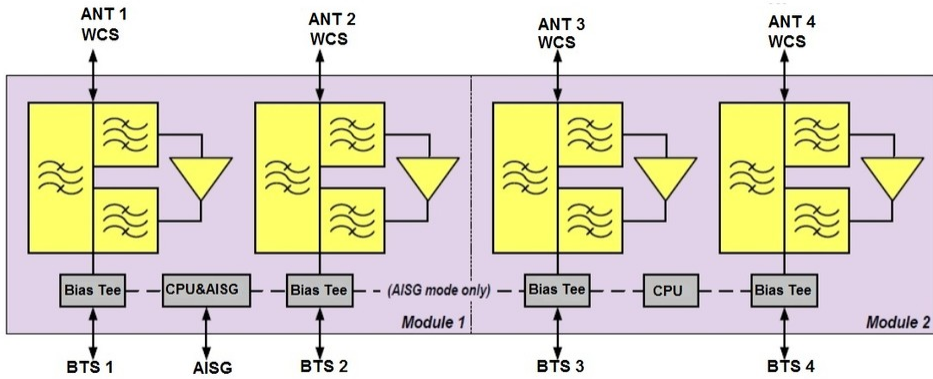 ANT 1
WCS
ANT 2
WCS
ANT 3
WCS
ANT 4
WCS
Bias Tee
CPU&AISG
Bias Tee
(AISG mode only)
Bias Tee
CPU
Bias Tee
Module 1
Module 2
BTS 1
AISG
BTS 2
BTS 3
BTS 4